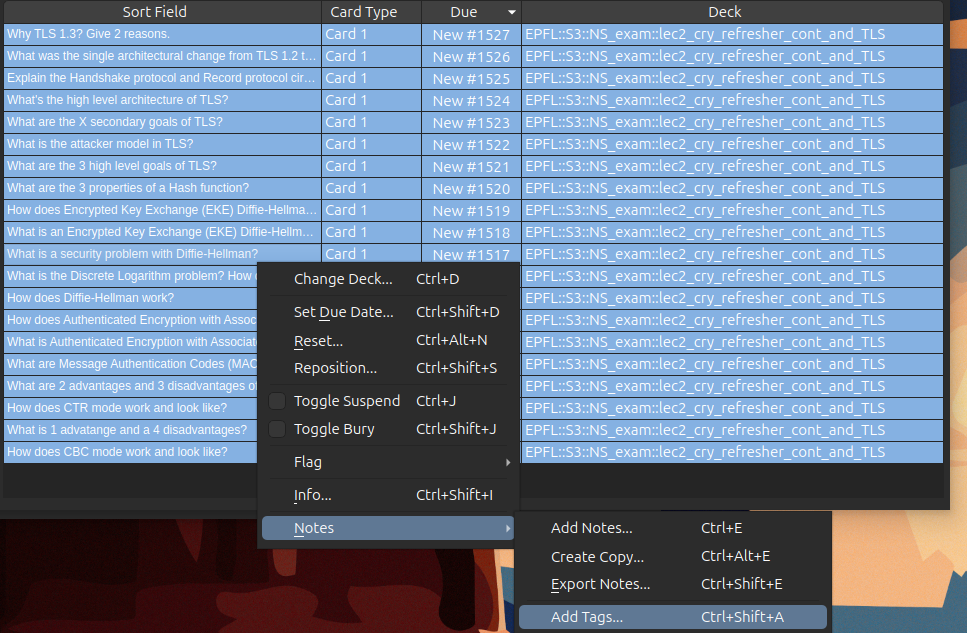 Sort Field Card Type Due Deck
Why TLS 1.3? Give 2 reasons. Card 1 New #1527 EPFL::S3::NS_exam::lec2_cry_refresher_cont_and_TLS
What was the single architectural change from TLS 1.2 t... Card 1 New #1526 EPFL::S3::NS_exam::lec2_cry_refresher_cont_and_TLS
Explain the Handshake protocol and Record protocol cir... Card 1 New #1525 EPFL::S3::NS_exam::lec2_cry_refresher_cont_and_TLS
What's the high level architecture of TLS? Card 1 New #1524 EPFL::S3::NS_exam::lec2_cry_refresher_cont_and_TLS
What are the X secondary goals of TLS? Card 1 New #1523 EPFL::S3::NS_exam::lec2_cry_refresher_cont_and_TLS
What is the attacker model in TLS? Card 1 New #1522 EPFL::S3::NS_exam::lec2_cry_refresher_cont_and_TLS
What are the 3 high level goals of TLS? Card 1 New #1521 EPFL::S3::NS_exam::lec2_cry_refresher_cont_and_TLS
What are the 3 properties of a Hash function? Card 1 New #1520 EPFL::S3::NS_exam::lec2_cry_refresher_cont_and_TLS
How does Encrypted Key Exchange (EKE) Diffie-Hellma... Card 1 New #1519 EPFL::S3::NS_exam::lec2_cry_refresher_cont_and_TLS
What is an Encrypted Key Exchange (EKE) Diffie-Hellm... Card 1 New #1518 EPFL::S3::NS_exam::lec2_cry_refresher_cont_and_TLS
What is a security problem with Diffie-Hellman? Card 1 New #1517 EPFL::S3::NS_exam::lec2_cry_refresher_cont_and_TLS
What is the Discrete Logarithm problem? How EPFL::S3::NS_exam::lec2_cry_refresher_cont_and_TLS
How does Diffie-Hellman work? EPFL::S3::NS_exam::lec2_cry_refresher_cont_and_TLS
How does Authenticated Encryption with Assoc EPFL::S3::NS_exam::lec2_cry_refresher_cont_and_TLS
What is Authenticated Encryption with Associat EPFL::S3::NS_exam::lec2_cry_refresher_cont_and_TLS
What are Message Authentication Codes (MAC EPFL::S3::NS_exam::lec2_cry_refresher_cont_and_TLS
What are 2 advantages and 3 disadvantages of EPFL::S3::NS_exam::lec2_cry_refresher_cont_and_TLS
How does CTR mode work and look like? EPFL::S3::NS_exam::lec2_cry_refresher_cont_and_TLS
What is 1 advatange and a 4 disadvantages? EPFL::S3::NS_exam::lec2_cry_refresher_cont_and_TLS
How does CBC mode work and look like? EPFL::S3::NS_exam::lec2_cry_refresher_cont_and_TLS
Change Deck... Ctrl+D
Set Due Date... Ctrl+Shift+D
Reset... Ctrl+Alt+N
Reposition... Ctrl+Shift+S
Toggle Suspend Ctrl+J
Toggle Bury Ctrl+Shift+J
Flag
Info... Ctrl+Shift+I
Notes
Add Notes... Ctrl+E
Create Copy... Ctrl+Alt+E
Export Notes... Ctrl+Shift+E
Add Tags... Ctrl+Shift+A